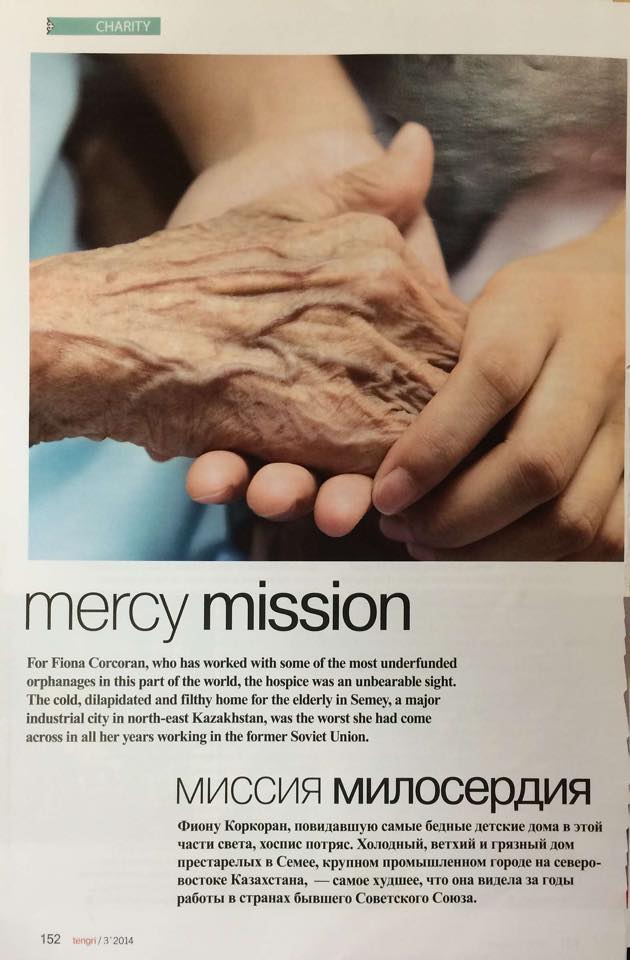 CHARITY
mercy mission
For Fiona Corcoran, who has worked with some of the most underfunded
orphanages in this part of the world, the hospice was an unbearable sight.
The cold, dilapidated and filthy home for the elderly in Semey, a major
industrial city in north-east Kazakhstan, was the worst she had come
across in all her years working in the former Soviet Union.
миссия милосердия
Фиону Коркоран, повидавшую самые бедные детские дома в этой
части света, хоспис потряс. Холодный, ветхий и грязный дом
престарелых в Семее, крупном промышленном городе на северо-
востоке Казахстана, — самое худшее, что она видела за годы
работы в странах бывшего Советского Союза.
152 tengri / 3'2014